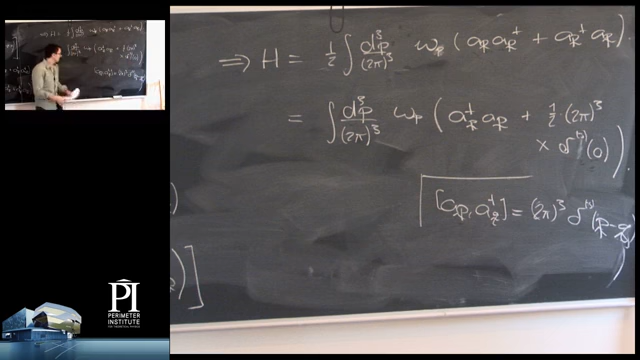 ⇒ H = 1/2 ∫ d³p/(2π)³ ω_p ( a_p a_p† + a_p† a_p ).
= ∫ d³p/(2π)³ ω_p ( a_p† a_p + 1/2 · (2π)³
× δ⁽³⁾(0) ).
[a_p, a_q†] = (2π)³ δ⁽³⁾(p - q)
)]
PI
PERIMETER
INSTITUTE
FOR THEORETICAL PHYSICS